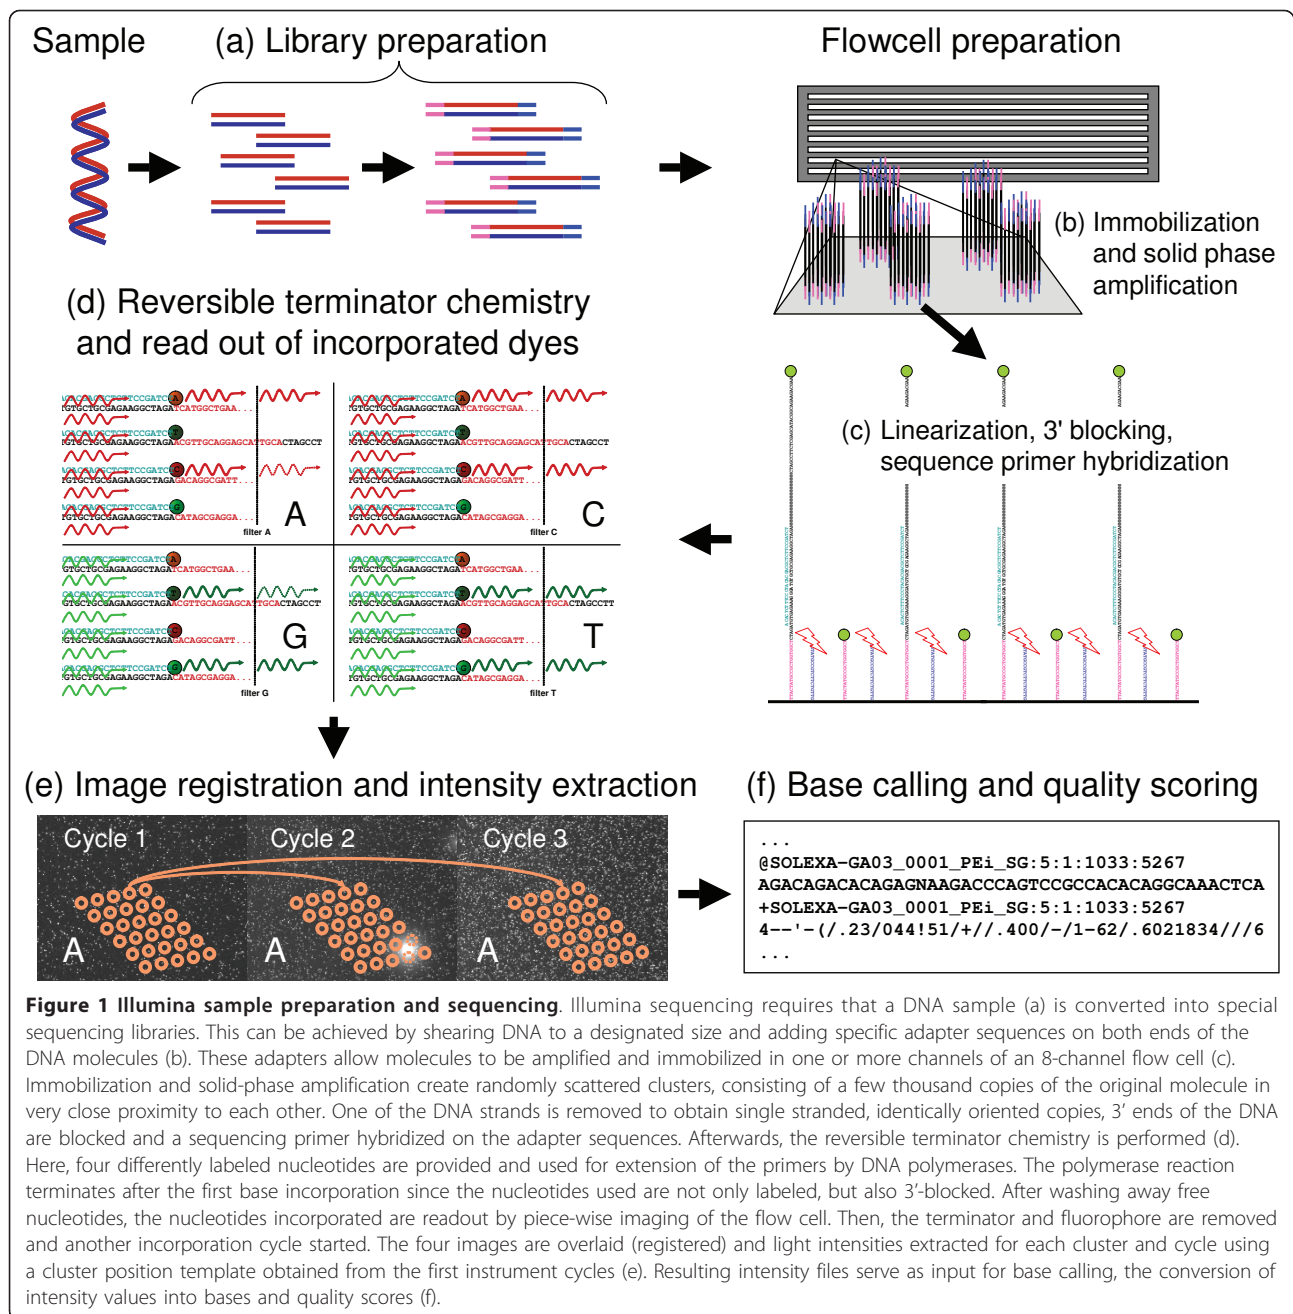 Sample
(a) Library preparation
Flowcell preparation
(b) Immobilization
and solid phase
amplification
(d) Reversible terminator chemistry
and read out of incorporated dyes
(c) Linearization, 3' blocking,
sequence primer hybridization
A
T
C
G
TCATGGCTGAA...
ACGTTGCAGGAGCATTGCACTAGCCT
GACAGGCGATT...
CATAGCGAGGA...
A
filter A
C
filter C
G
filter G
T
filter T
(e) Image registration and intensity extraction
Cycle 1
Cycle 2
Cycle 3
A
A
A
(f) Base calling and quality scoring
...
@SOLEXA-GA03_0001_PEi_SG:5:1:1033:5267
AGACAGACACAGAGNAAGACCCAGTCCGCCACACAGGCAAACTCA
+SOLEXA-GA03_0001_PEi_SG:5:1:1033:5267
4--'-(/.23/044!51/+//.400/-/1-62/.6021834///6
...
Figure 1 Illumina sample preparation and sequencing. Illumina sequencing requires that a DNA sample (a) is converted into special
sequencing libraries. This can be achieved by shearing DNA to a designated size and adding specific adapter sequences on both ends of the
DNA molecules (b). These adapters allow molecules to be amplified and immobilized in one or more channels of an 8-channel flow cell (c).
Immobilization and solid-phase amplification create randomly scattered clusters, consisting of a few thousand copies of the original molecule in
very close proximity to each other. One of the DNA strands is removed to obtain single stranded, identically oriented copies, 3' ends of the DNA
are blocked and a sequencing primer hybridized on the adapter sequences. Afterwards, the reversible terminator chemistry is performed (d).
Here, four differently labeled nucleotides are provided and used for extension of the primers by DNA polymerases. The polymerase reaction
terminates after the first base incorporation since the nucleotides used are not only labeled, but also 3'-blocked. After washing away free
nucleotides, the nucleotides incorporated are readout by piece-wise imaging of the flow cell. Then, the terminator and fluorophore are removed
and another incorporation cycle started. The four images are overlaid (registered) and light intensities extracted for each cluster and cycle using
a cluster position template obtained from the first instrument cycles (e). Resulting intensity files serve as input for base calling, the conversion of
intensity values into bases and quality scores (f).